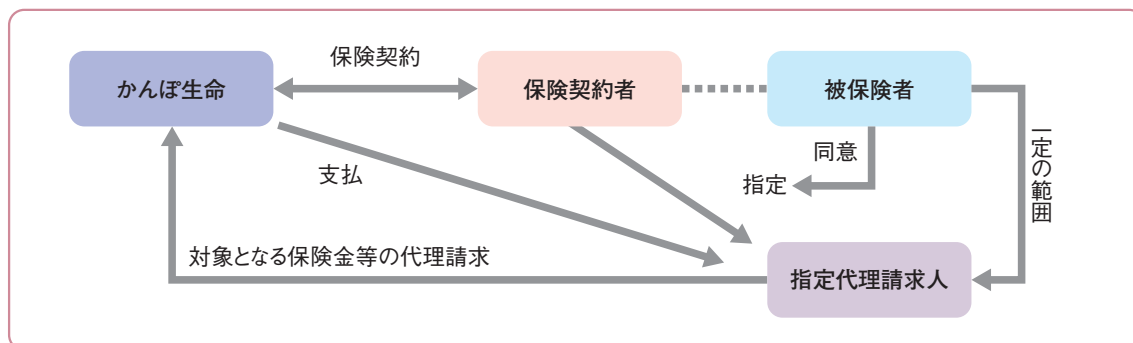 保険契約
かんぽ生命
保険契約者
被保険者
同意
指定
支払
一定の範囲
対象となる保険金等の代理請求
指定代理請求人